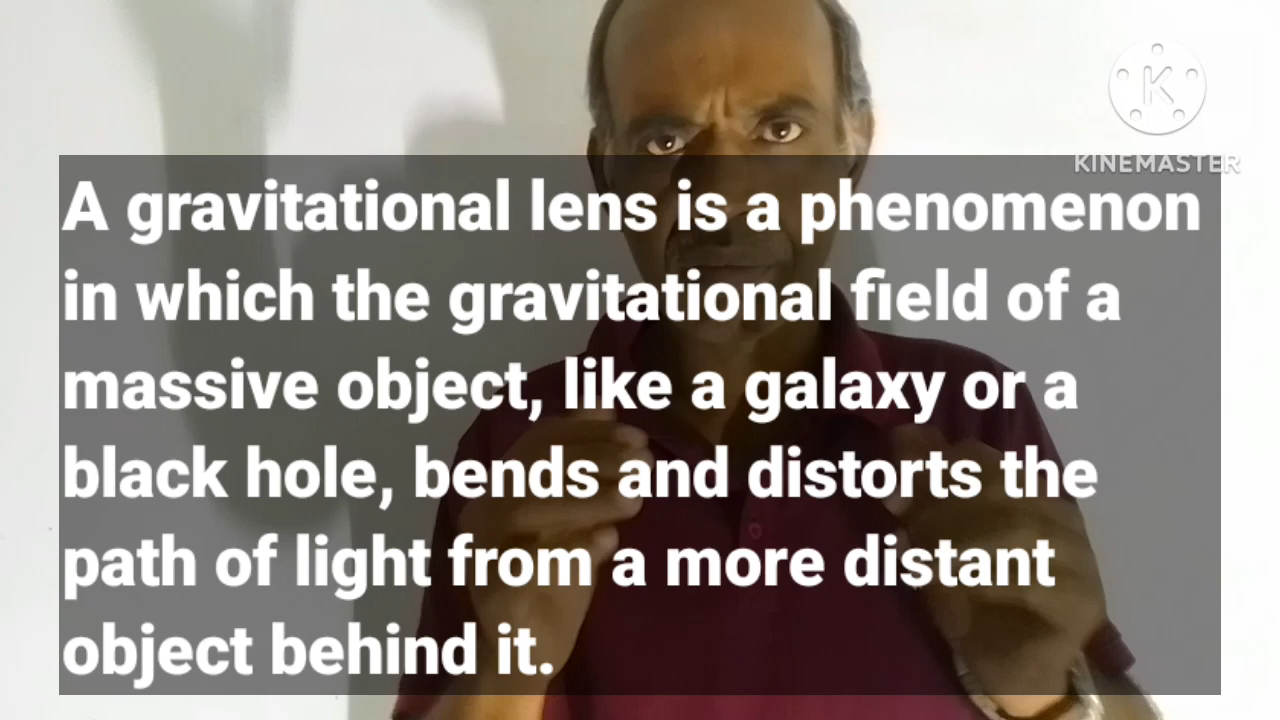 KINEMASTER
A gravitational lens is a phenomenon
in which the gravitational field of a
massive object, like a galaxy or a
black hole, bends and distorts the
path of light from a more distant
object behind it.